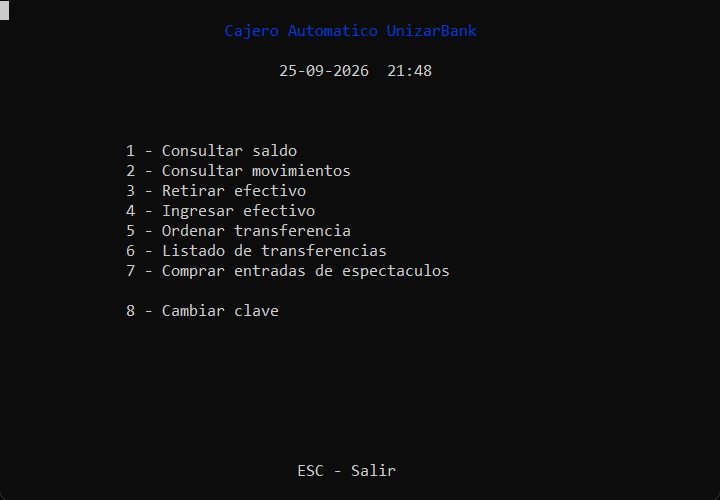 Cajero Automatico UnizarBank
25-09-2026  21:48
1 - Consultar saldo
2 - Consultar movimientos
3 - Retirar efectivo
4 - Ingresar efectivo
5 - Ordenar transferencia
6 - Listado de transferencias
7 - Comprar entradas de espectaculos
8 - Cambiar clave
ESC - Salir